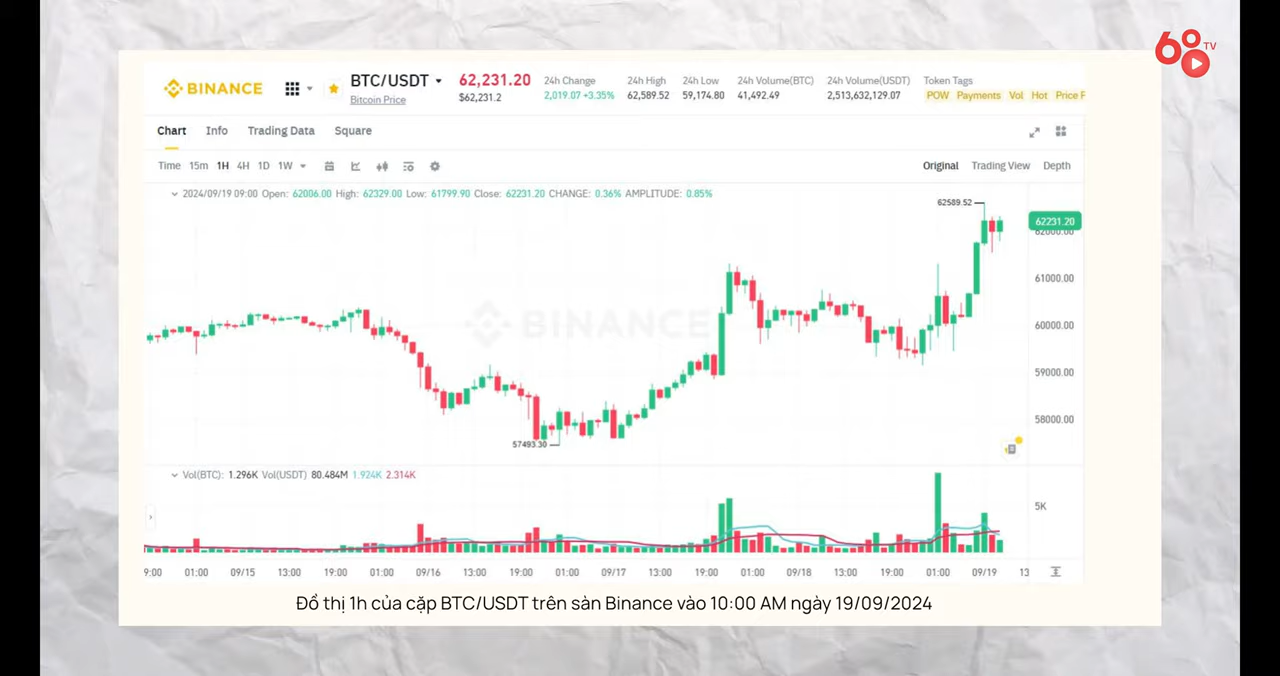 68 TV
BINANCE BTC/USDT 62,231.20 24h Change 24h High 24h Low 24h Volume(BTC) 24h Volume(USDT) Token Tags
Bitcoin Price $62,231.2 2,019.07 +3.35% 62,589.52 59,174.80 41,492.49 2,513,632,129.07 POW Payments Vol Hot Price F
Chart Info Trading Data Square
Time 15m 1H 4H 1D 1W Original Trading View Depth
2024/09/19 09:00 Open: 62006.00 High: 62329.00 Low: 61799.90 Close: 62231.20 CHANGE: 0.36% AMPLITUDE: 0.85%
62589.52
62231.20
62000.00
61000.00
BINANCE
60000.00
59000.00
58000.00
57493.30
Vol(BTC): 1.296K Vol(USDT) 80.484M 1.924K 2.314K
5K
9:00 01:00 09/15 13:00 19:00 01:00 09/16 13:00 19:00 01:00 09/17 13:00 19:00 01:00 09/18 13:00 19:00 01:00 09/19 13
Đồ thị 1h của cặp BTC/USDT trên sàn Binance vào 10:00 AM ngày 19/09/2024